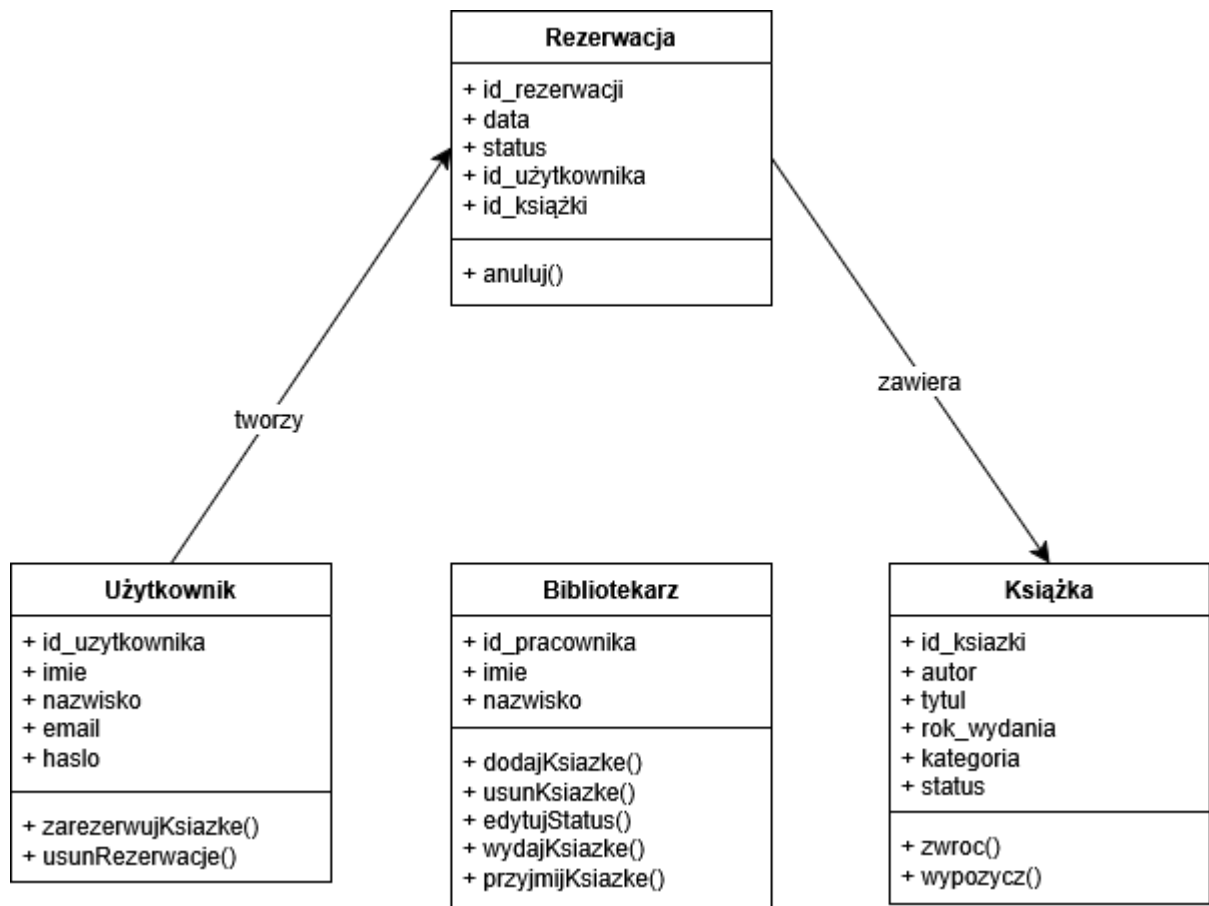 Rezerwacja
+ id_rezerwacji
+ data
+ status
+ id_użytkownika
+ id_książki
+ anuluj()
zawiera
tworzy
Użytkownik
+ id_uzytkownika
+ imie
+ nazwisko
+ email
+ haslo
+ zarezerwujKsiazke()
+ usunRezerwacje()
Bibliotekarz
+ id_pracownika
+ imie
+ nazwisko
+ dodajKsiazke()
+ usunKsiazke()
+ edytujStatus()
+ wydajKsiazke()
+ przyjmijKsiazke()
Książka
+ id_ksiazki
+ autor
+ tytul
+ rok_wydania
+ kategoria
+ status
+ zwroc()
+ wypozycz()